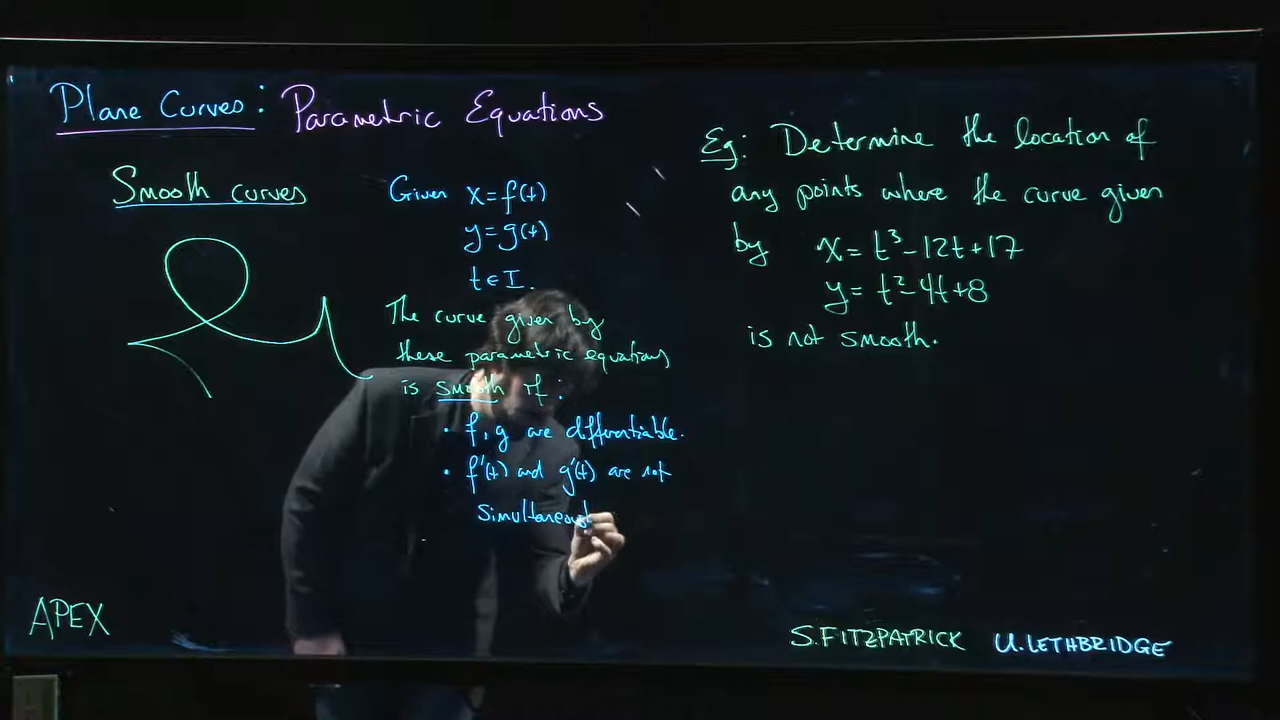 Plane Curves: Parametric Equations
Smooth curves
Given x=f(t)
y=g(t)
t∈I.
The curve given by
these parametric equations
is smooth if:
• f, g are differentiable.
• f'(t) and g'(t) are not
simultaneousl
Eg: Determine the location of
any points where the curve given
by x = t³-12t+17
y = t²-4t+8
is not smooth.
APEX
S.FITZPATRICK U.LETHBRIDGE